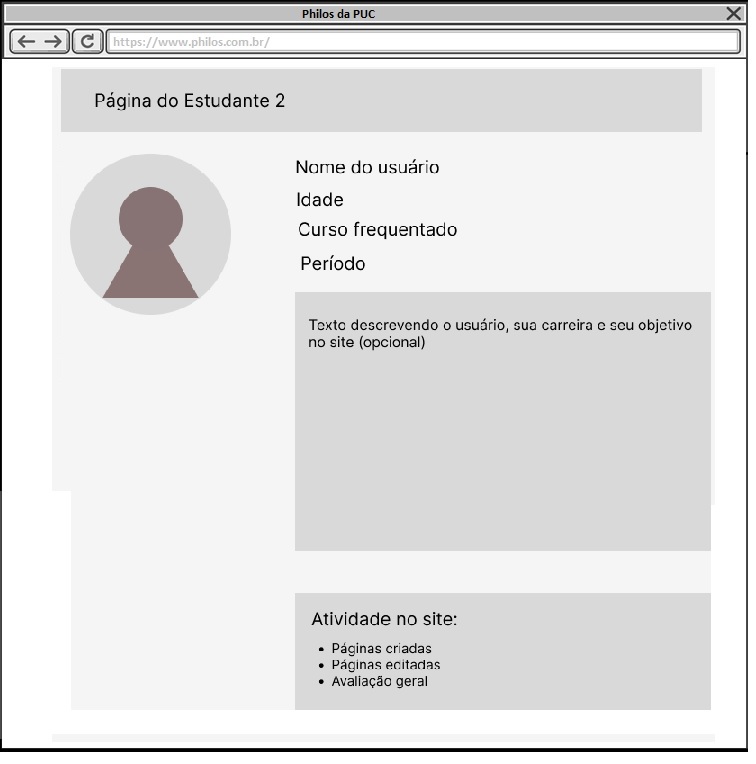 Philos da PUC
https://www.philos.com.br/
Página do Estudante 2
Nome do usuário
Idade
Curso frequentado
Período
Texto descrevendo o usuário, sua carreira e seu objetivo
no site (opcional)
Atividade no site:
• Páginas criadas
• Páginas editadas
• Avaliação geral